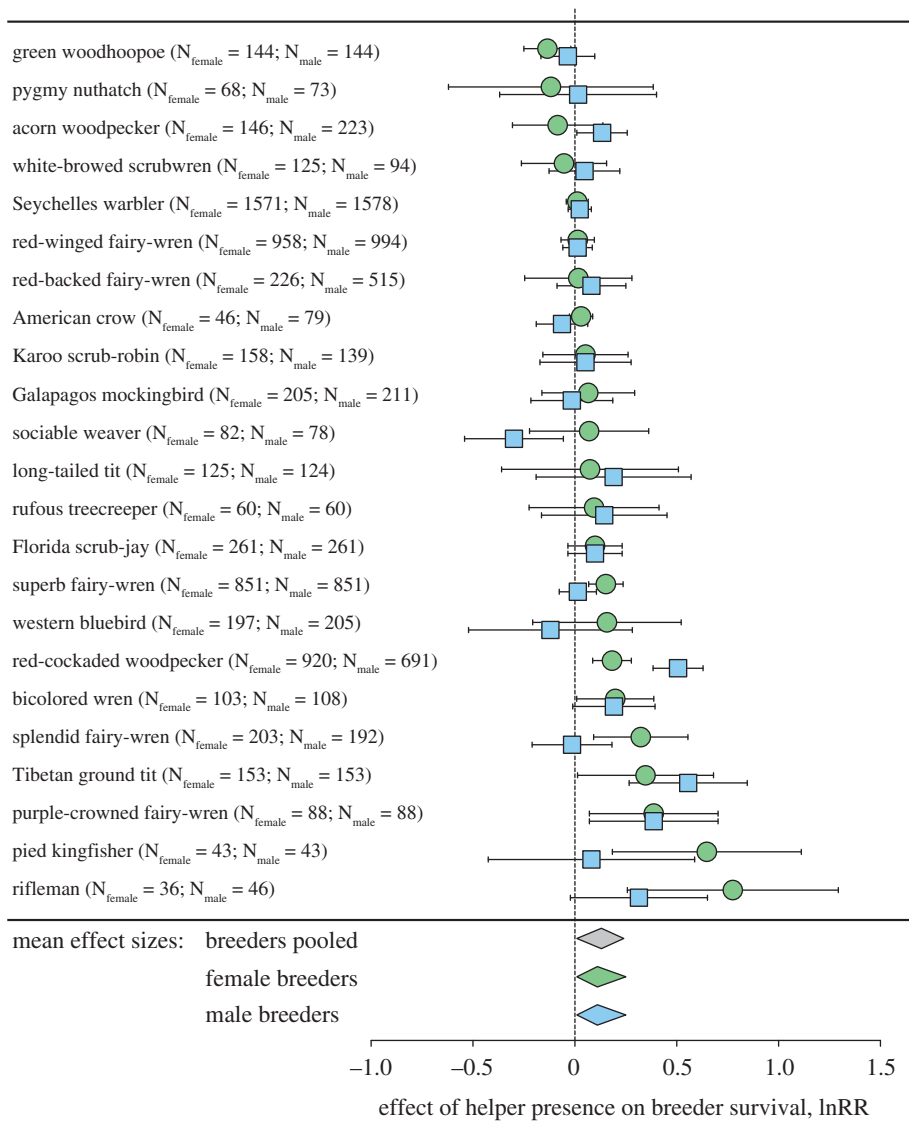 green woodhoopoe (N_female = 144; N_male = 144)
pygmy nuthatch (N_female = 68; N_male = 73)
acorn woodpecker (N_female = 146; N_male = 223)
white-browed scrubwren (N_female = 125; N_male = 94)
Seychelles warbler (N_female = 1571; N_male = 1578)
red-winged fairy-wren (N_female = 958; N_male = 994)
red-backed fairy-wren (N_female = 226; N_male = 515)
American crow (N_female = 46; N_male = 79)
Karoo scrub-robin (N_female = 158; N_male = 139)
Galapagos mockingbird (N_female = 205; N_male = 211)
sociable weaver (N_female = 82; N_male = 78)
long-tailed tit (N_female = 125; N_male = 124)
rufous treecreeper (N_female = 60; N_male = 60)
Florida scrub-jay (N_female = 261; N_male = 261)
superb fairy-wren (N_female = 851; N_male = 851)
western bluebird (N_female = 197; N_male = 205)
red-cockaded woodpecker (N_female = 920; N_male = 691)
bicolored wren (N_female = 103; N_male = 108)
splendid fairy-wren (N_female = 203; N_male = 192)
Tibetan ground tit (N_female = 153; N_male = 153)
purple-crowned fairy-wren (N_female = 88; N_male = 88)
pied kingfisher (N_female = 43; N_male = 43)
rifleman (N_female = 36; N_male = 46)
mean effect sizes: breeders pooled
female breeders
male breeders
–1.0 –0.5 0 0.5 1.0 1.5
effect of helper presence on breeder survival, lnRR